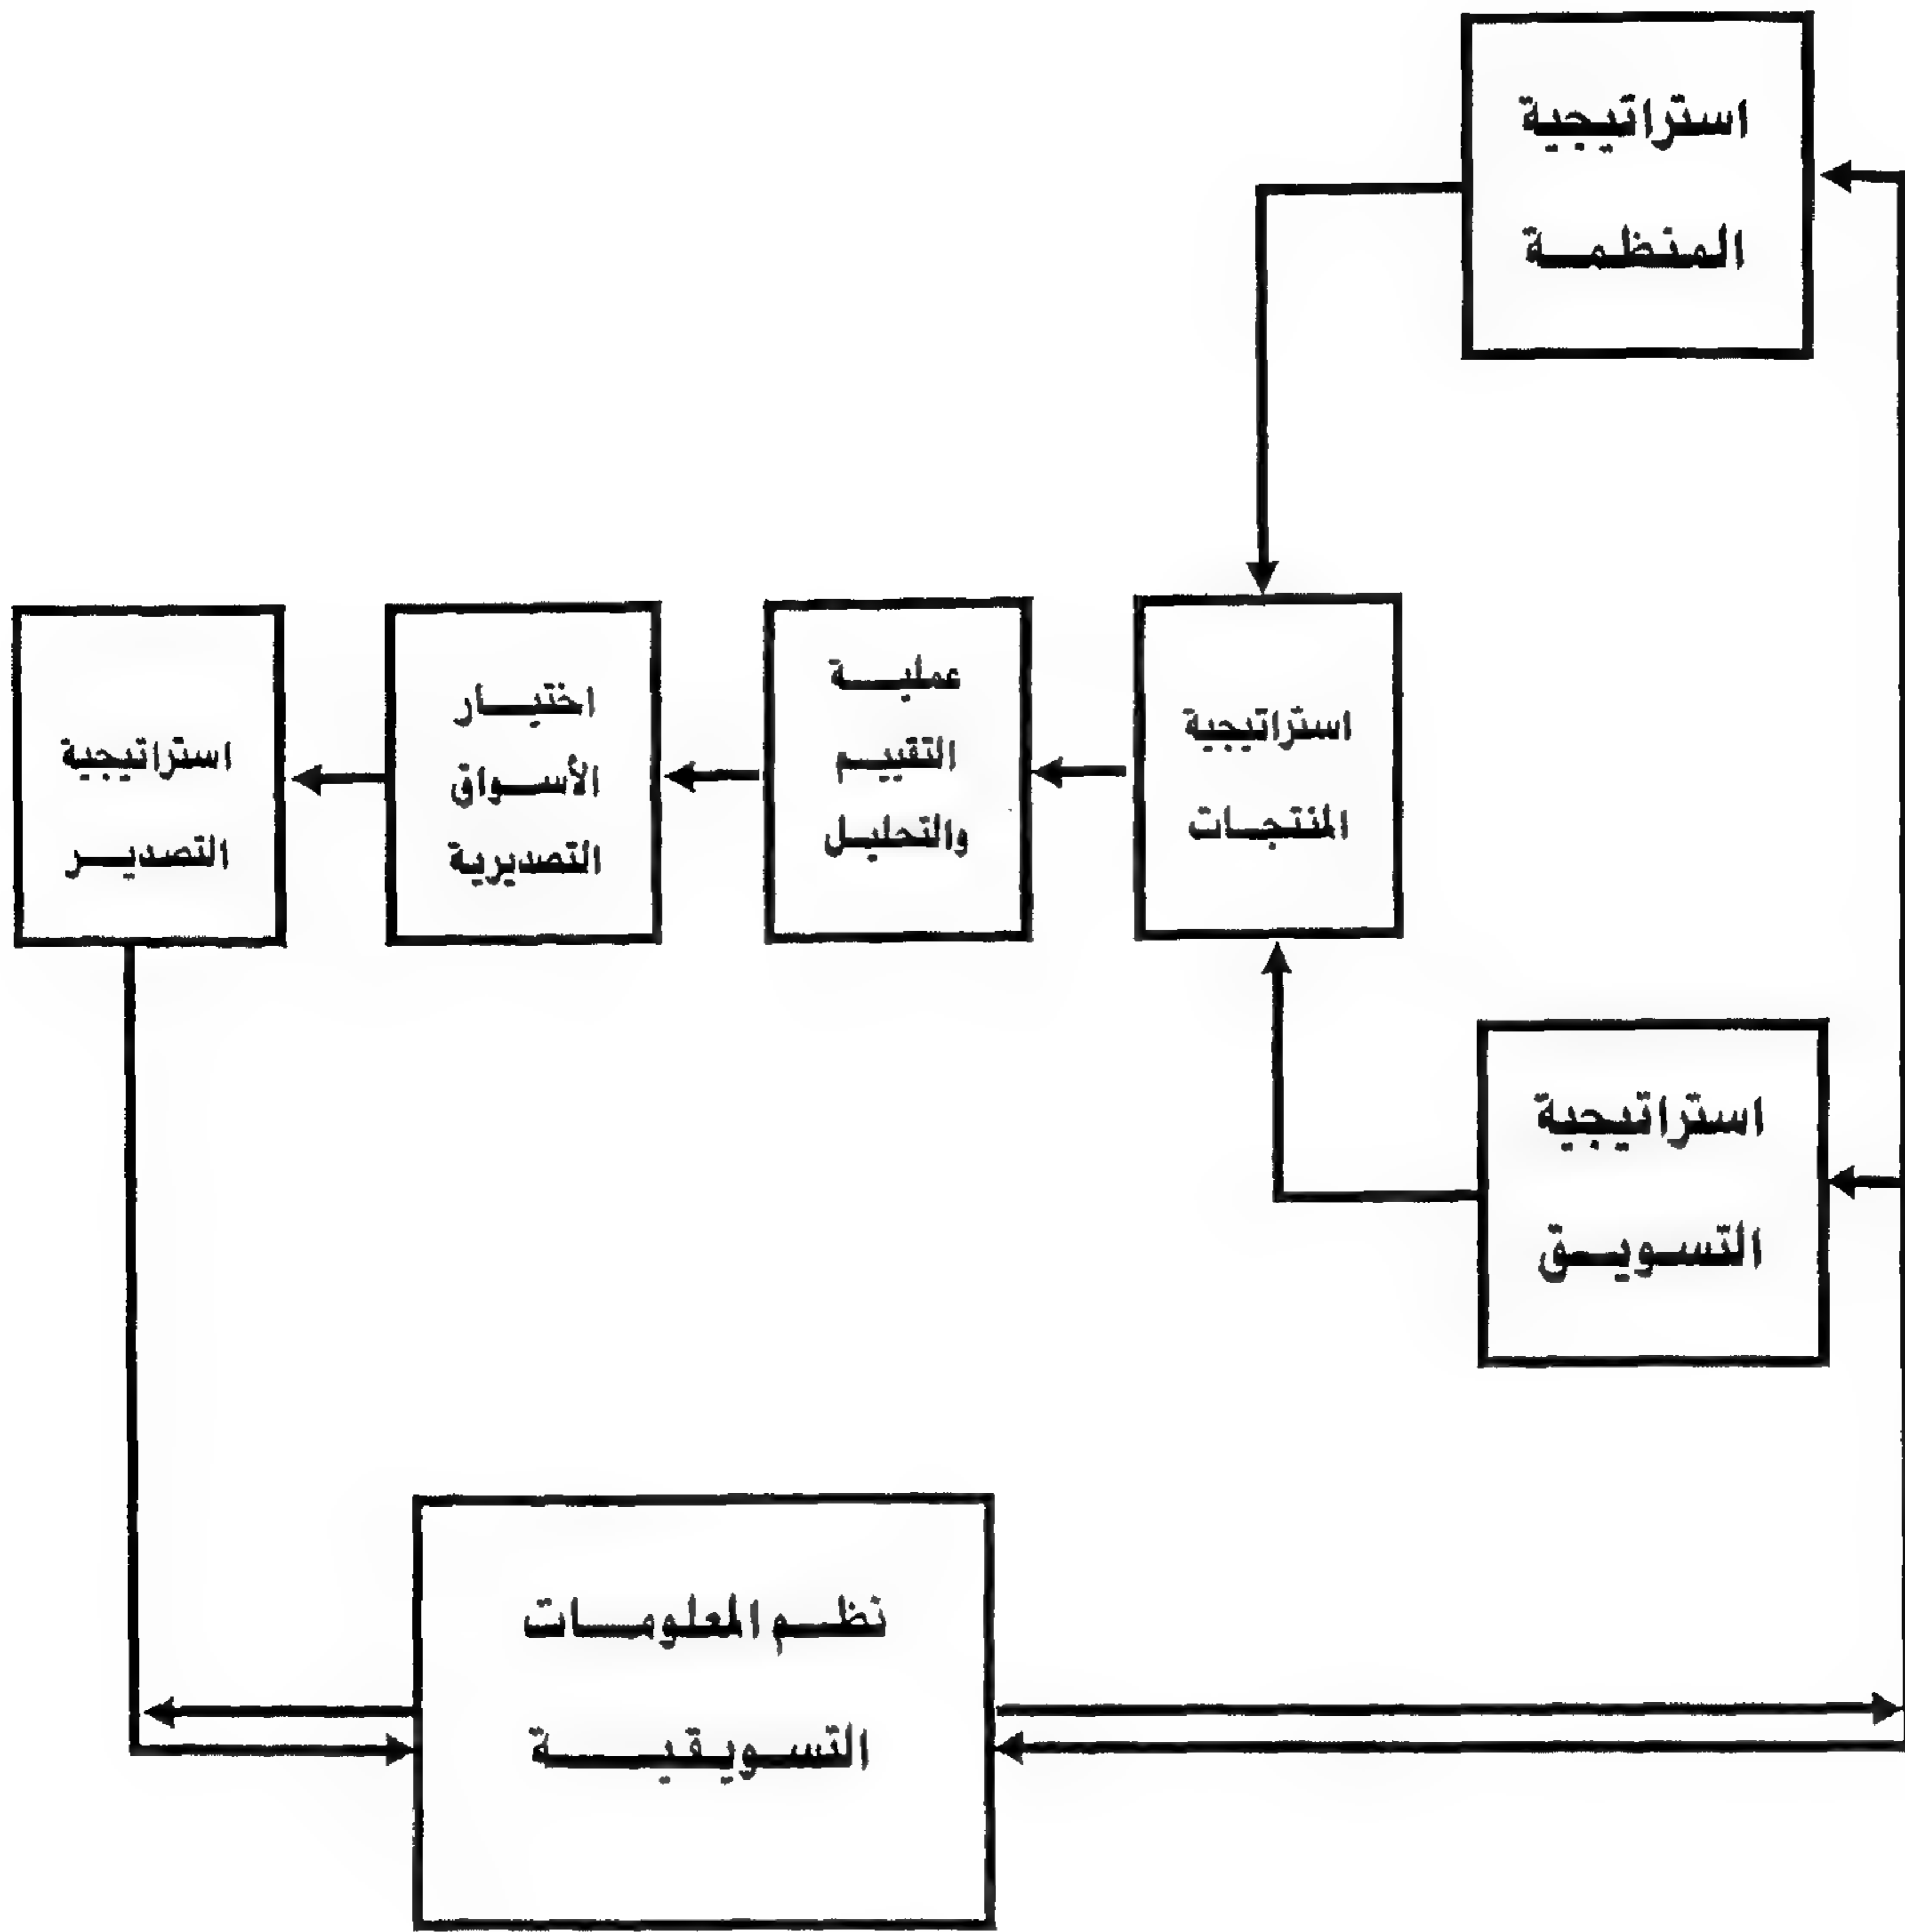 استراتيجية
المنظمة
استراتيجية
المنتجات
عملية
التقييم
والتحليل
اختيار
الأسواق
التصديرية
استراتيجية
التصدير
استراتيجية
التسويق
نظم المعلومات
التسويقية